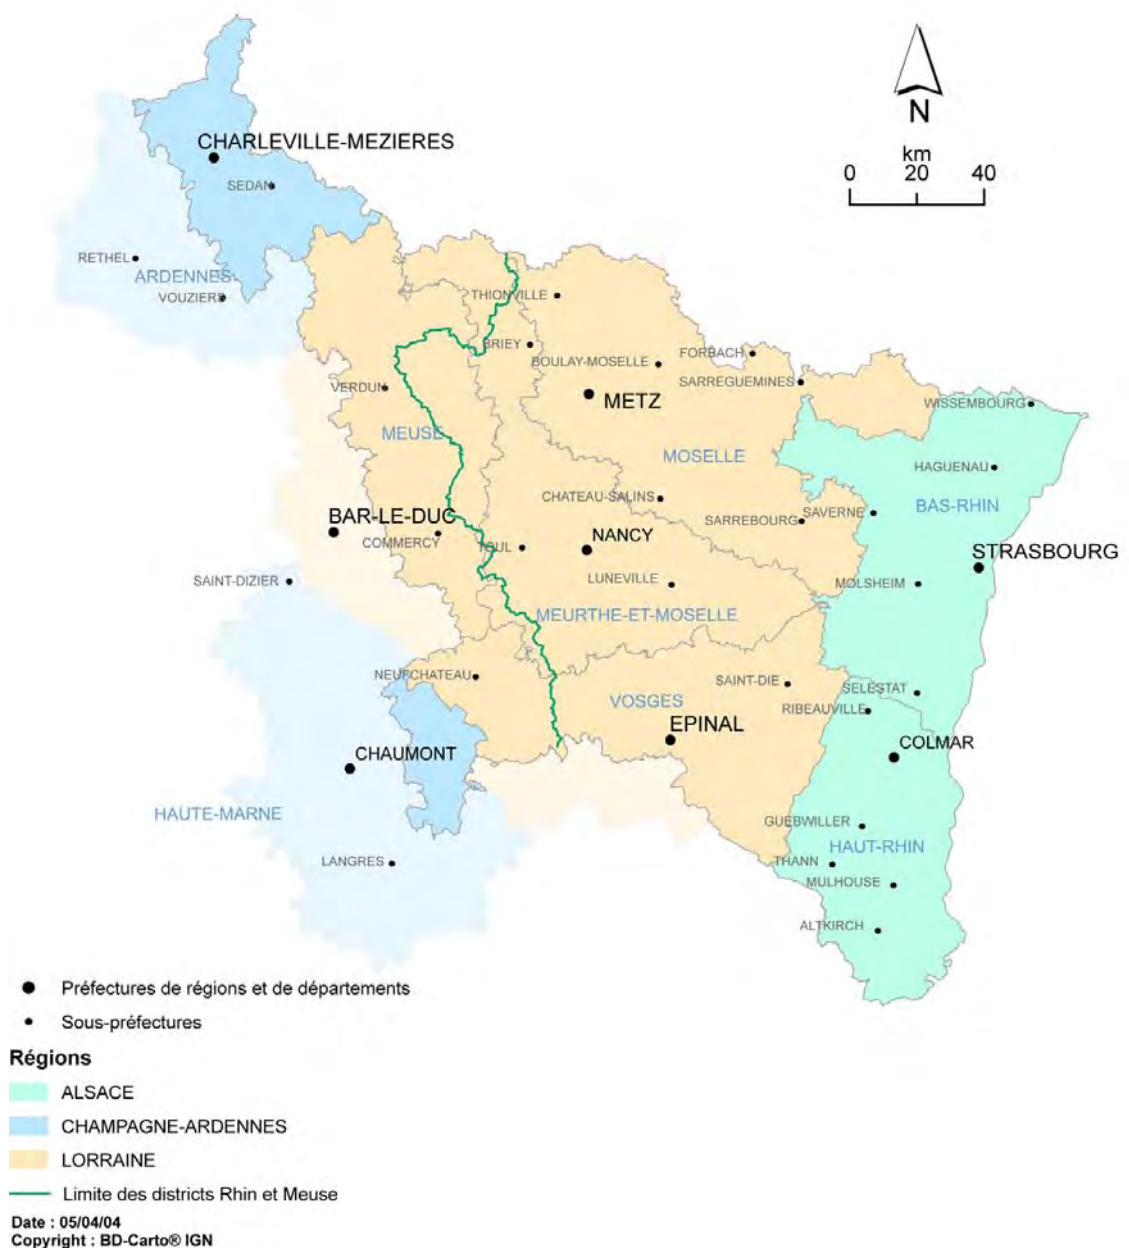 N
km
0 20 40
CHARLEVILLE-MEZIERES
SEDAN
RETHEL
ARDENNES
VOUZIERS
THIONVILLE
BRIEY
BOULAY-MOSELLE
FORBACH
SARREGUEMINES
VERDUN
METZ
WISSEMBOURG
MEUSE
MOSELLE
HAGUENAU
CHATEAU-SALINS
BAS-RHIN
BAR-LE-DUC
SARREBOURG
SAVERNE
COMMERCY
TOUL
NANCY
STRASBOURG
SAINT-DIZIER
LUNEVILLE
MOLSHEIM
MEURTHE-ET-MOSELLE
NEUFCHATEAU
SAINT-DIE
SELESTAT
VOSGES
RIBEAUVILLE
EPINAL
CHAUMONT
COLMAR
HAUTE-MARNE
GUEBWILLER
HAUT-RHIN
LANGRES
THANN
MULHOUSE
ALTKIRCH
Préfectures de régions et de départements
Sous-préfectures
Régions
ALSACE
CHAMPAGNE-ARDENNES
LORRAINE
Limite des districts Rhin et Meuse
Date : 05/04/04
Copyright : BD-Carto® IGN